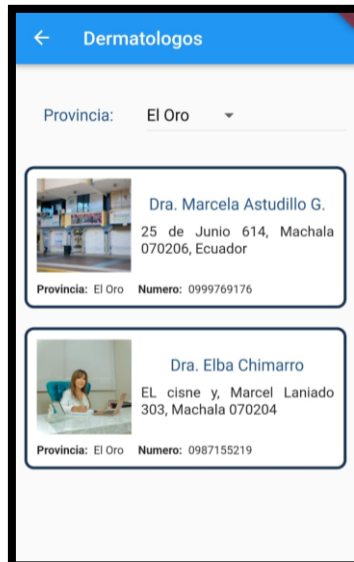 Dermatologos
Provincia: El Oro
Dra. Marcela Astudillo G.
25 de Junio 614, Machala
070206, Ecuador
Provincia: El Oro Numero: 0999769176
Dra. Elba Chimarro
EL cisne y, Marcel Laniado
303, Machala 070204
Provincia: El Oro Numero: 0987155219